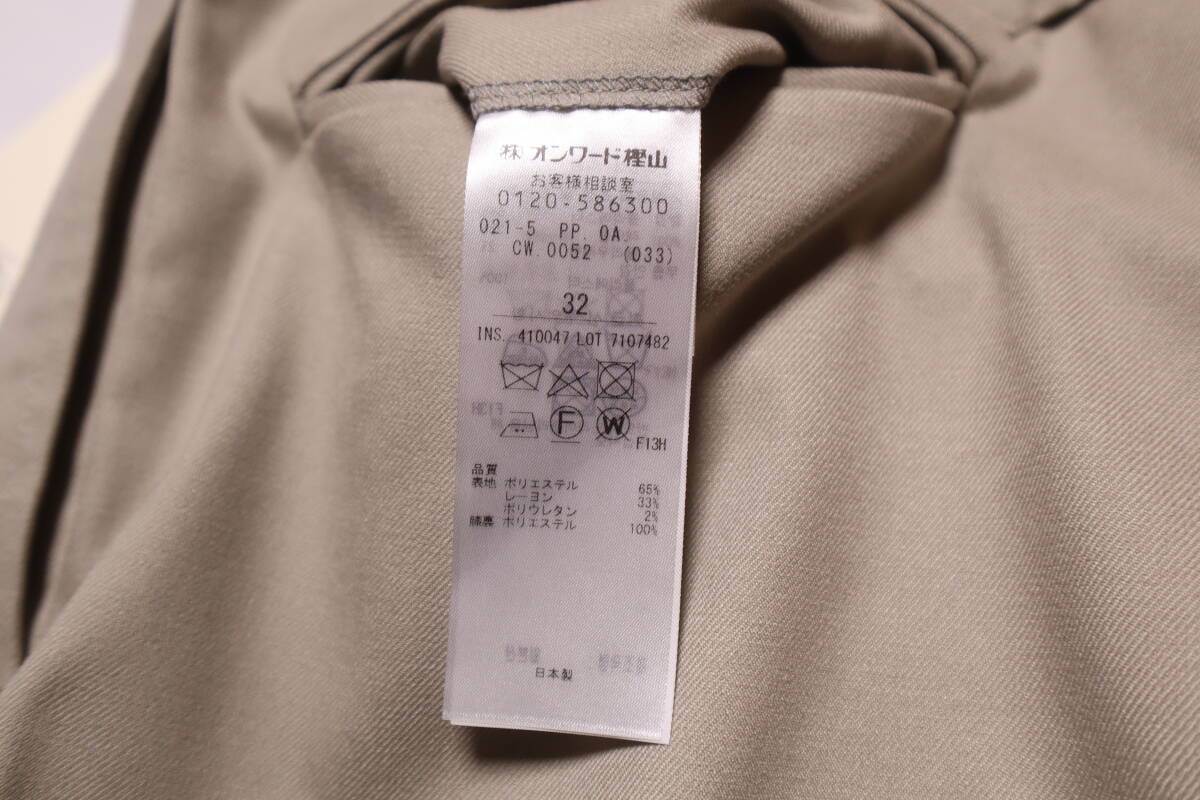 ㈱オンワード樫山
お客様相談室
0120-586300
021-5 PP. 0A
CW.0052 (033)
32
INS. 410047 LOT 7107482
F W F13H
品質
表地 ポリエステル 65%
レーヨン 33%
ポリウレタン 2%
膝裏 ポリエステル 100%
日本製